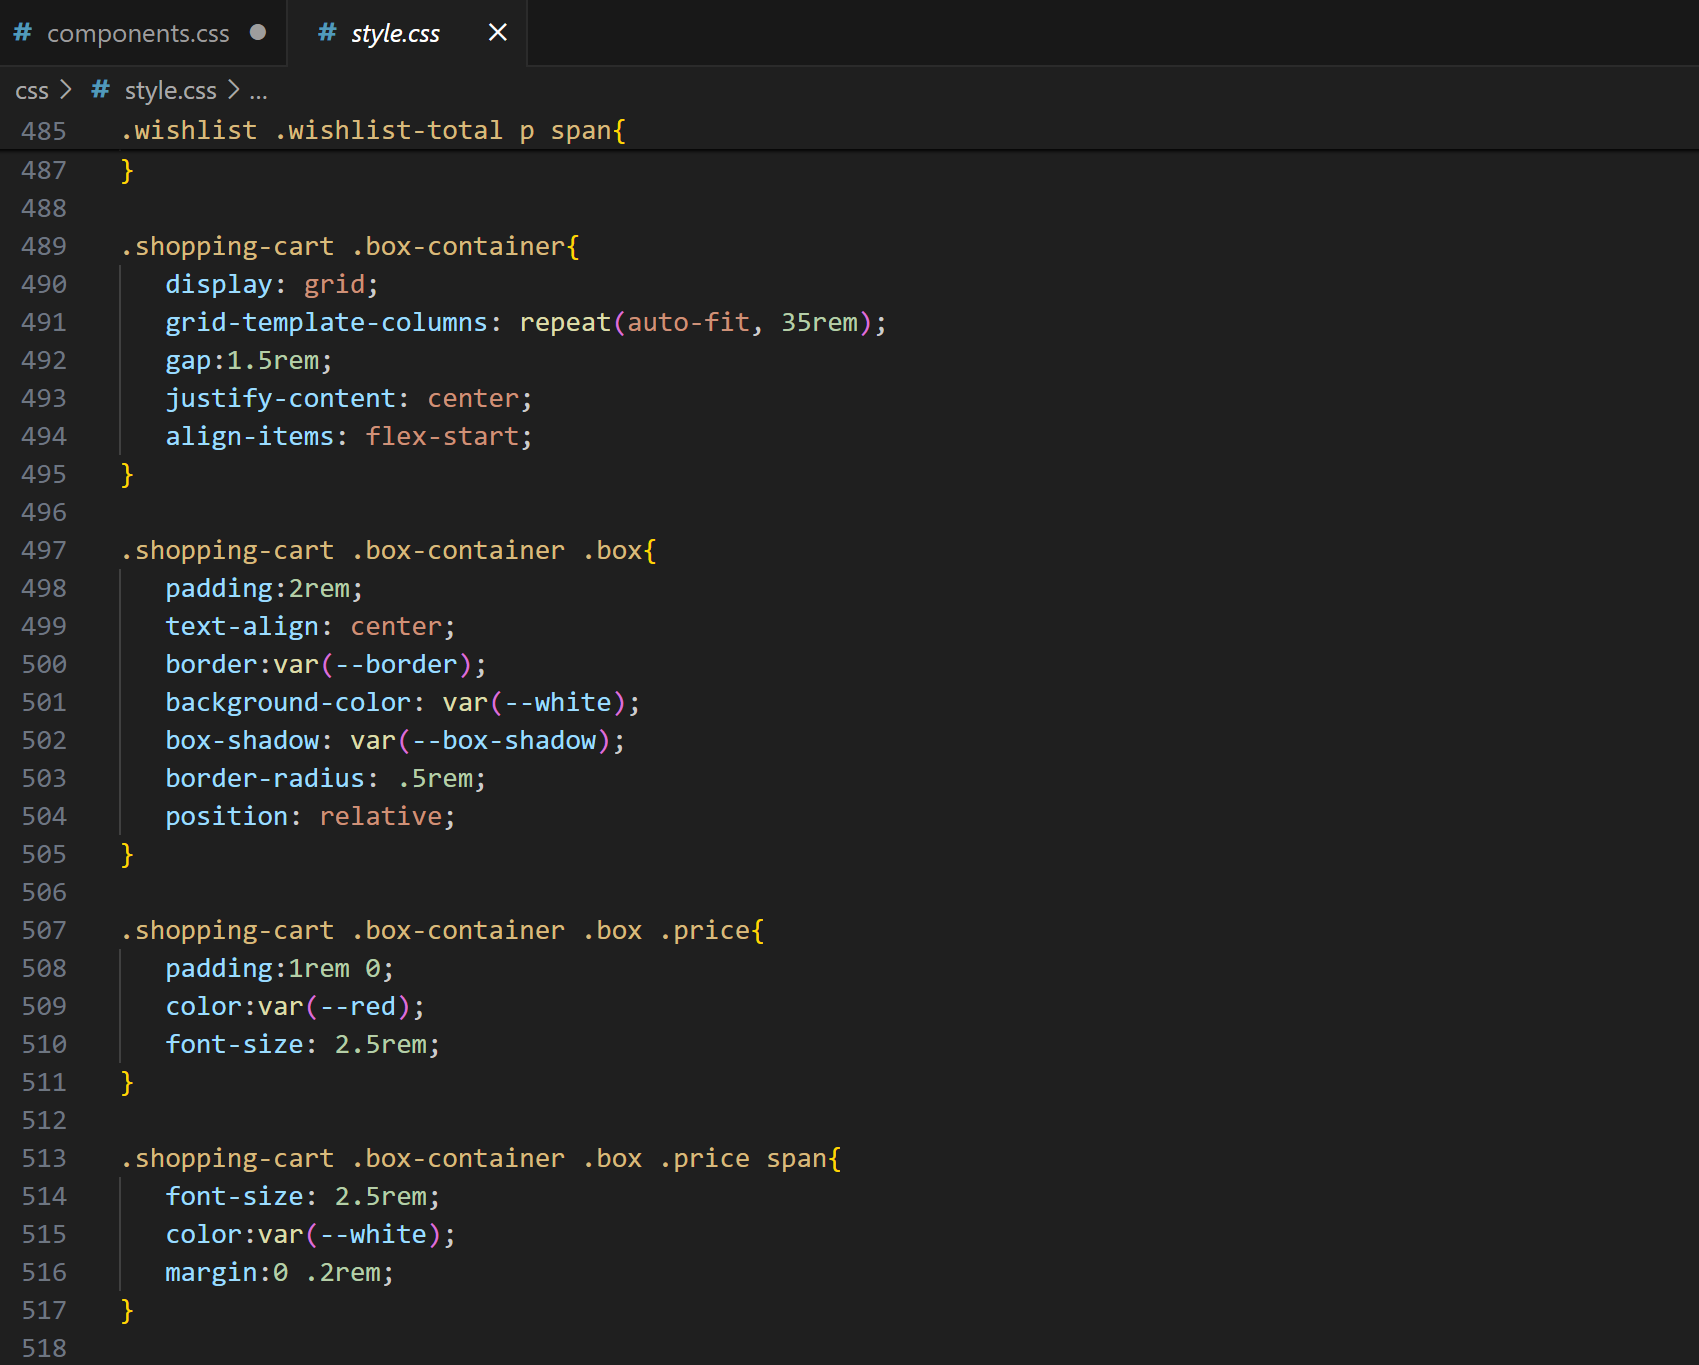 # components.css ●
# style.css ×
css > # style.css > ...
485 .wishlist .wishlist-total p span{
487 }
488
489 .shopping-cart .box-container{
490 display: grid;
491 grid-template-columns: repeat(auto-fit, 35rem);
492 gap:1.5rem;
493 justify-content: center;
494 align-items: flex-start;
495 }
496
497 .shopping-cart .box-container .box{
498 padding:2rem;
499 text-align: center;
500 border:var(--border);
501 background-color: var(--white);
502 box-shadow: var(--box-shadow);
503 border-radius: .5rem;
504 position: relative;
505 }
506
507 .shopping-cart .box-container .box .price{
508 padding:1rem 0;
509 color:var(--red);
510 font-size: 2.5rem;
511 }
512
513 .shopping-cart .box-container .box .price span{
514 font-size: 2.5rem;
515 color:var(--white);
516 margin:0 .2rem;
517 }
518